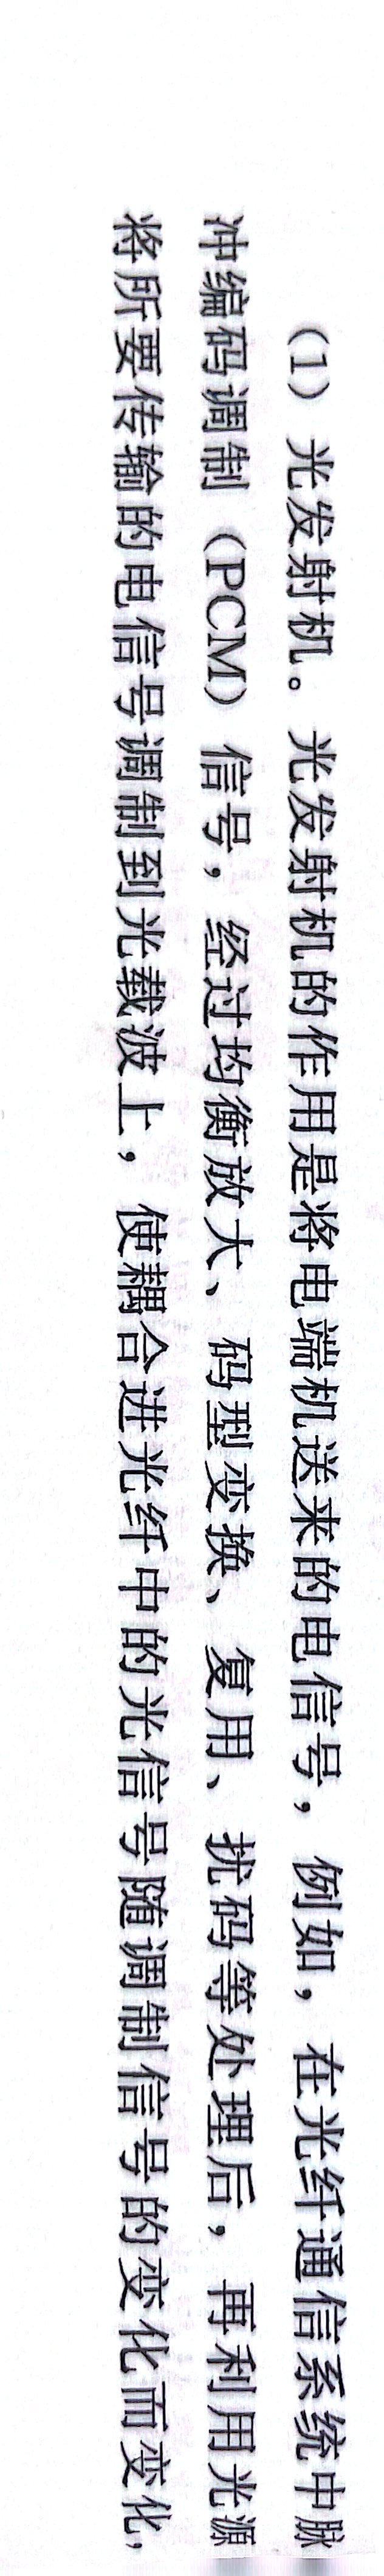 （1）光发射机。光发射机的作用是将电端机送来的电信号，例如，在光纤通信系统中脉
冲编码调制（PCM）信号，经过均衡放大、码型变换、复用、扰码等处理后，再利用光源
将所要传输的电信号调制到光载波上，使耦合进光纤中的光信号随调制信号的变化而变化，